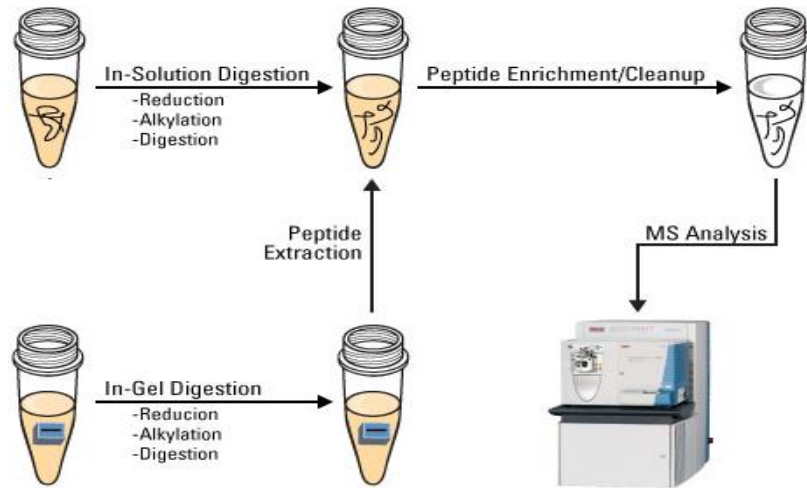 In-Solution Digestion
-Reduction
-Alkylation
-Digestion
Peptide Enrichment/Cleanup
Peptide
Extraction
MS Analysis
In-Gel Digestion
-Reducion
-Alkylation
-Digestion